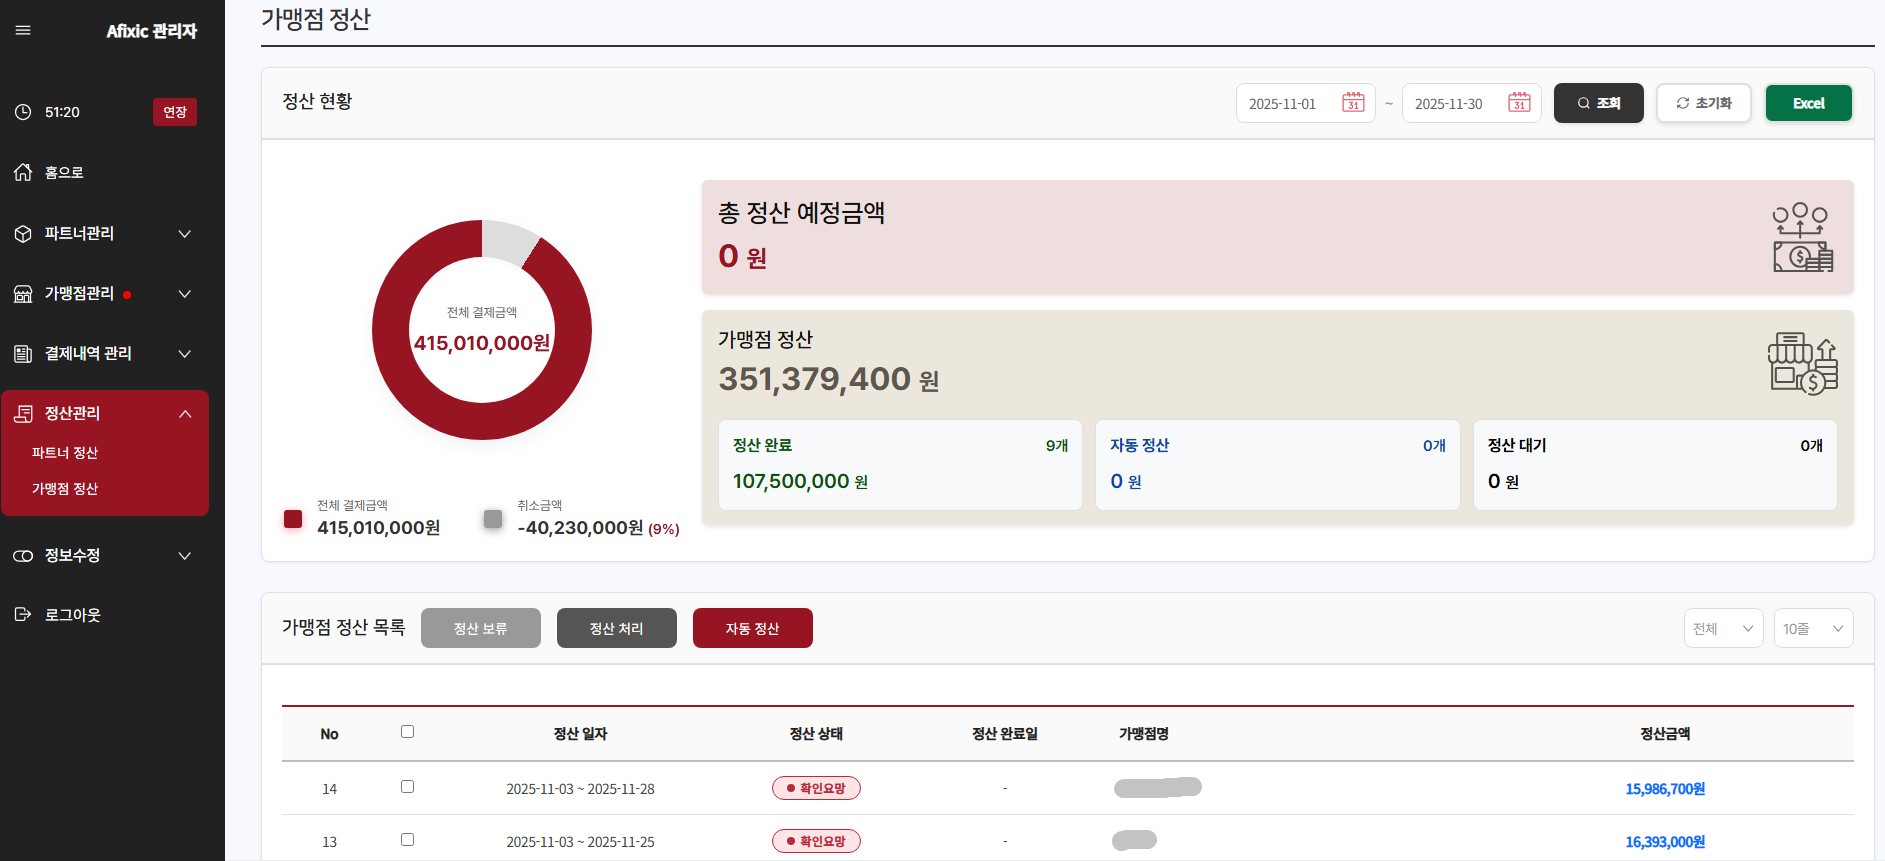 Afixic 관리자
51:20 연장
홈으로
파트너관리
가맹점관리
결제내역 관리
정산관리
파트너 정산
가맹점 정산
정보수정
로그아웃
가맹점 정산
정산 현황
2025-11-01 31 ~ 2025-11-30 31 조회 초기화 Excel
전체 결제금액
415,010,000원
전체 결제금액
415,010,000원
취소금액
-40,230,000원 (9%)
총 정산 예정금액
0 원
가맹점 정산
351,379,400 원
정산 완료 9개
107,500,000 원
자동 정산 0개
0 원
정산 대기 0개
0 원
가맹점 정산 목록 정산 보류 정산 처리 자동 정산 전체 10줄
No 정산 일자 정산 상태 정산 완료일 가맹점명 정산금액
14 2025-11-03 ~ 2025-11-28 확인요망 - 15,986,700원
13 2025-11-03 ~ 2025-11-25 확인요망 - 16,393,000원